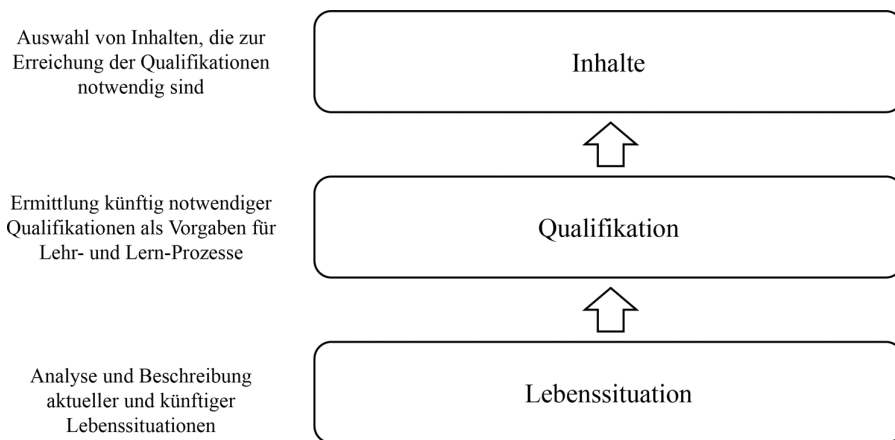 Auswahl von Inhalten, die zur
Erreichung der Qualifikationen
notwendig sind
Inhalte
Ermittlung künftig notwendiger
Qualifikationen als Vorgaben für
Lehr- und Lern-Prozesse
Qualifikation
Analyse und Beschreibung
aktueller und künftiger
Lebenssituationen
Lebenssituation